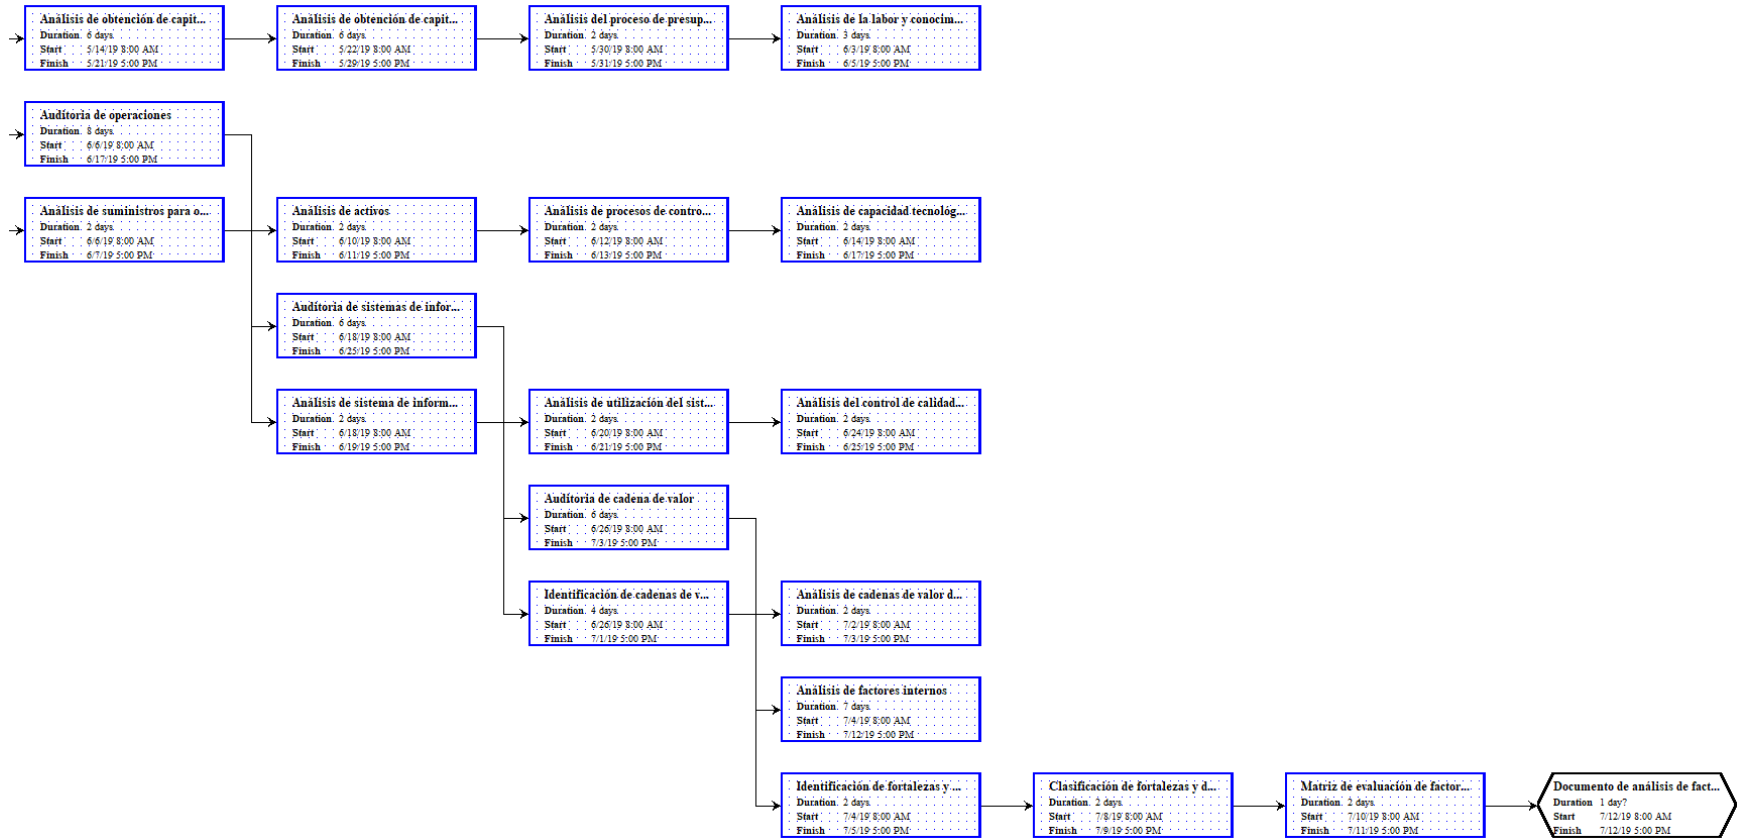 Análisis de obtención de capit...
Duration 6 days
Start 5/14/19 8:00 AM
Finish 5/21/19 5:00 PM
Análisis de obtención de capit...
Duration 6 days
Start 5/22/19 8:00 AM
Finish 5/29/19 5:00 PM
Análisis del proceso de presup...
Duration 2 days
Start 5/30/19 8:00 AM
Finish 5/31/19 5:00 PM
Análisis de la labor y conocim...
Duration 3 days
Start 6/3/19 8:00 AM
Finish 6/5/19 5:00 PM
Auditoria de operaciones
Duration 8 days
Start 6/6/19 8:00 AM
Finish 6/17/19 5:00 PM
Análisis de suministros para o...
Duration 2 days
Start 6/6/19 8:00 AM
Finish 6/7/19 5:00 PM
Análisis de activos
Duration 2 days
Start 6/10/19 8:00 AM
Finish 6/11/19 5:00 PM
Análisis de procesos de contro...
Duration 2 days
Start 6/12/19 8:00 AM
Finish 6/13/19 5:00 PM
Análisis de capacidad tecnológ...
Duration 2 days
Start 6/14/19 8:00 AM
Finish 6/17/19 5:00 PM
Auditoria de sistemas de infor...
Duration 6 days
Start 6/18/19 8:00 AM
Finish 6/25/19 5:00 PM
Análisis de sistema de inform...
Duration 2 days
Start 6/18/19 8:00 AM
Finish 6/19/19 5:00 PM
Análisis de utilización del sist...
Duration 2 days
Start 6/20/19 8:00 AM
Finish 6/21/19 5:00 PM
Análisis del control de calidad...
Duration 2 days
Start 6/24/19 8:00 AM
Finish 6/25/19 5:00 PM
Auditoria de cadena de valor
Duration 6 days
Start 6/26/19 8:00 AM
Finish 7/3/19 5:00 PM
Identificación de cadenas de v...
Duration 4 days
Start 6/26/19 8:00 AM
Finish 7/1/19 5:00 PM
Análisis de cadenas de valor d...
Duration 2 days
Start 7/2/19 8:00 AM
Finish 7/3/19 5:00 PM
Análisis de factores internos
Duration 7 days
Start 7/4/19 8:00 AM
Finish 7/12/19 5:00 PM
Identificación de fortalezas y ...
Duration 2 days
Start 7/4/19 8:00 AM
Finish 7/5/19 5:00 PM
Clasificación de fortalezas y d...
Duration 2 days
Start 7/8/19 8:00 AM
Finish 7/9/19 5:00 PM
Matriz de evaluación de factor...
Duration 2 days
Start 7/10/19 8:00 AM
Finish 7/11/19 5:00 PM
Documento de análisis de fact...
Duration 1 day?
Start 7/12/19 8:00 AM
Finish 7/12/19 5:00 PM